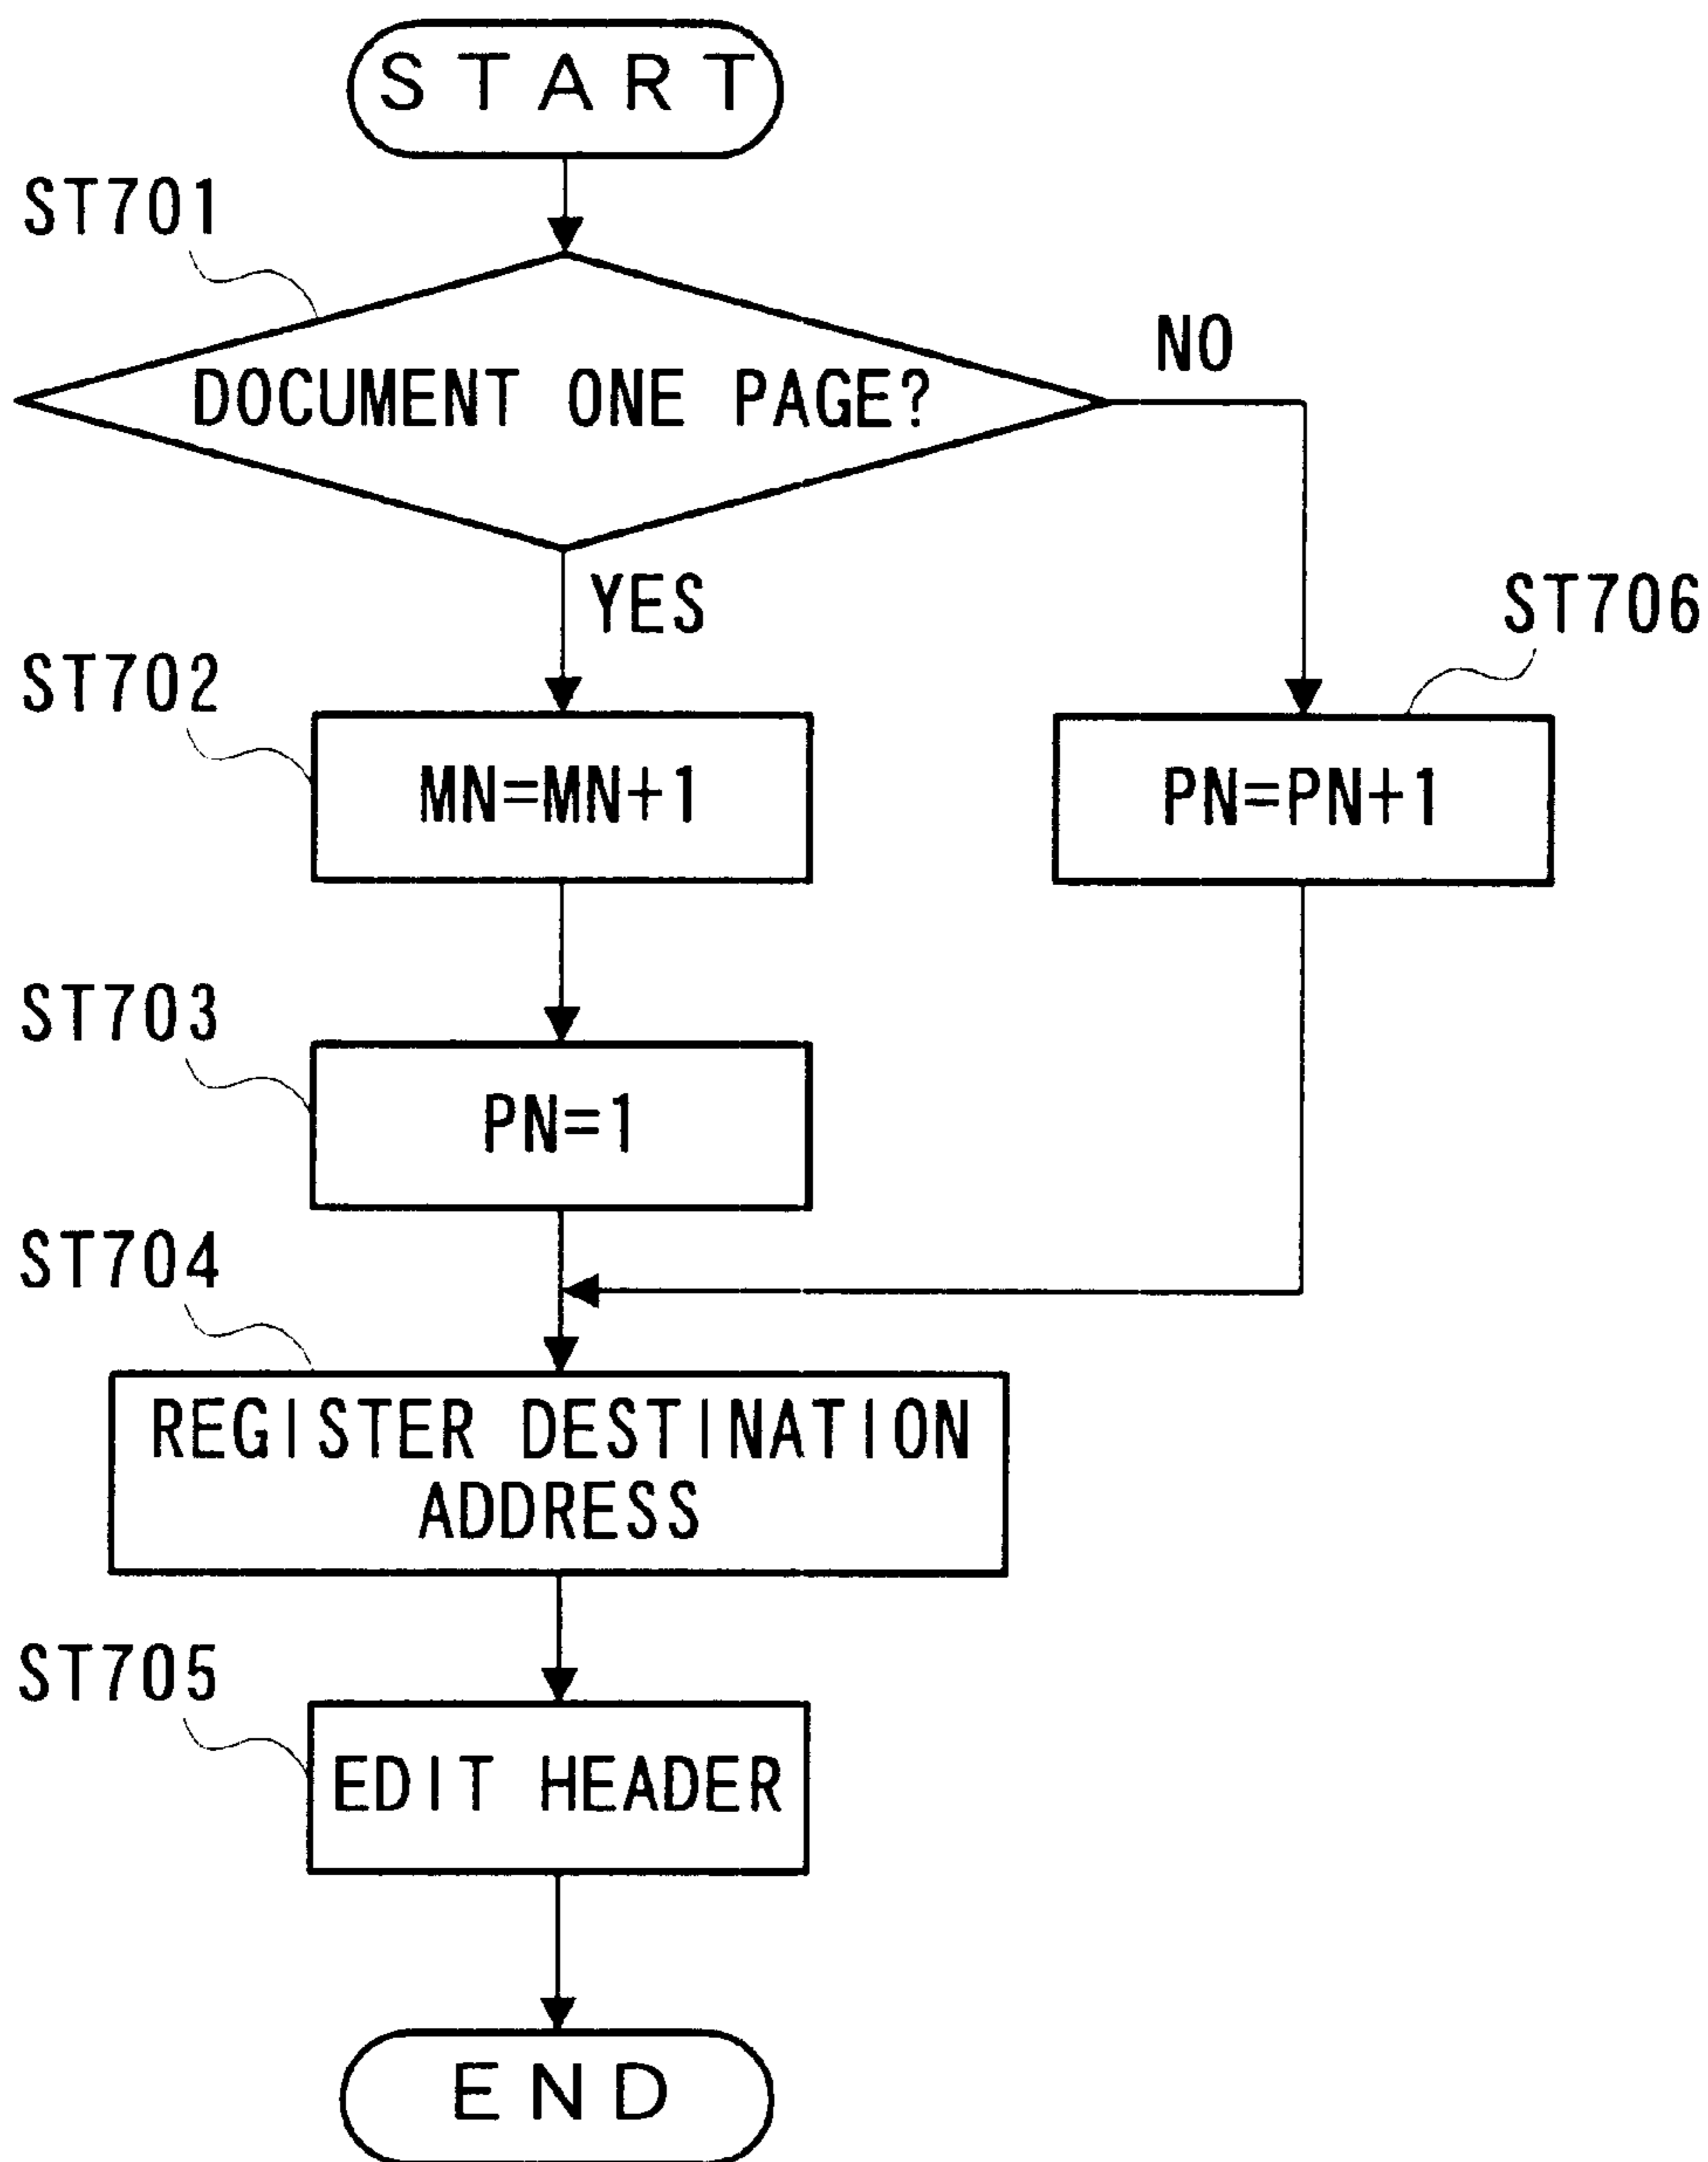 START
ST701
DOCUMENT ONE PAGE?
NO
YES
ST706
ST702
MN=MN+1
PN=PN+1
ST703
PN=1
ST704
REGISTER DESTINATION
ADDRESS
ST705
EDIT HEADER
END